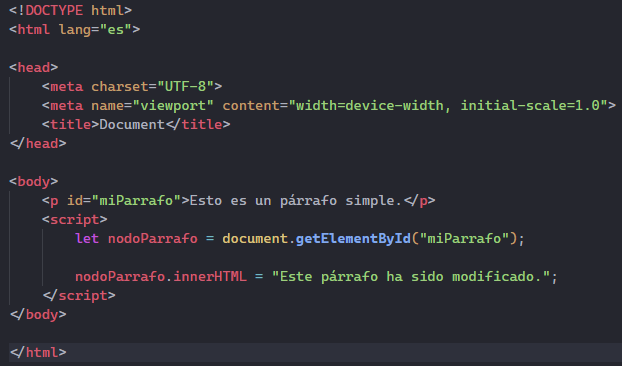 <!DOCTYPE html>
<html lang="es">
<head>
<meta charset="UTF-8">
<meta name="viewport" content="width=device-width, initial-scale=1.0">
<title>Document</title>
</head>
<body>
<p id="miParrafo">Esto es un párrafo simple.</p>
<script>
let nodoParrafo = document.getElementById("miParrafo");
nodoParrafo.innerHTML = "Este párrafo ha sido modificado.";
</script>
</body>
</html>